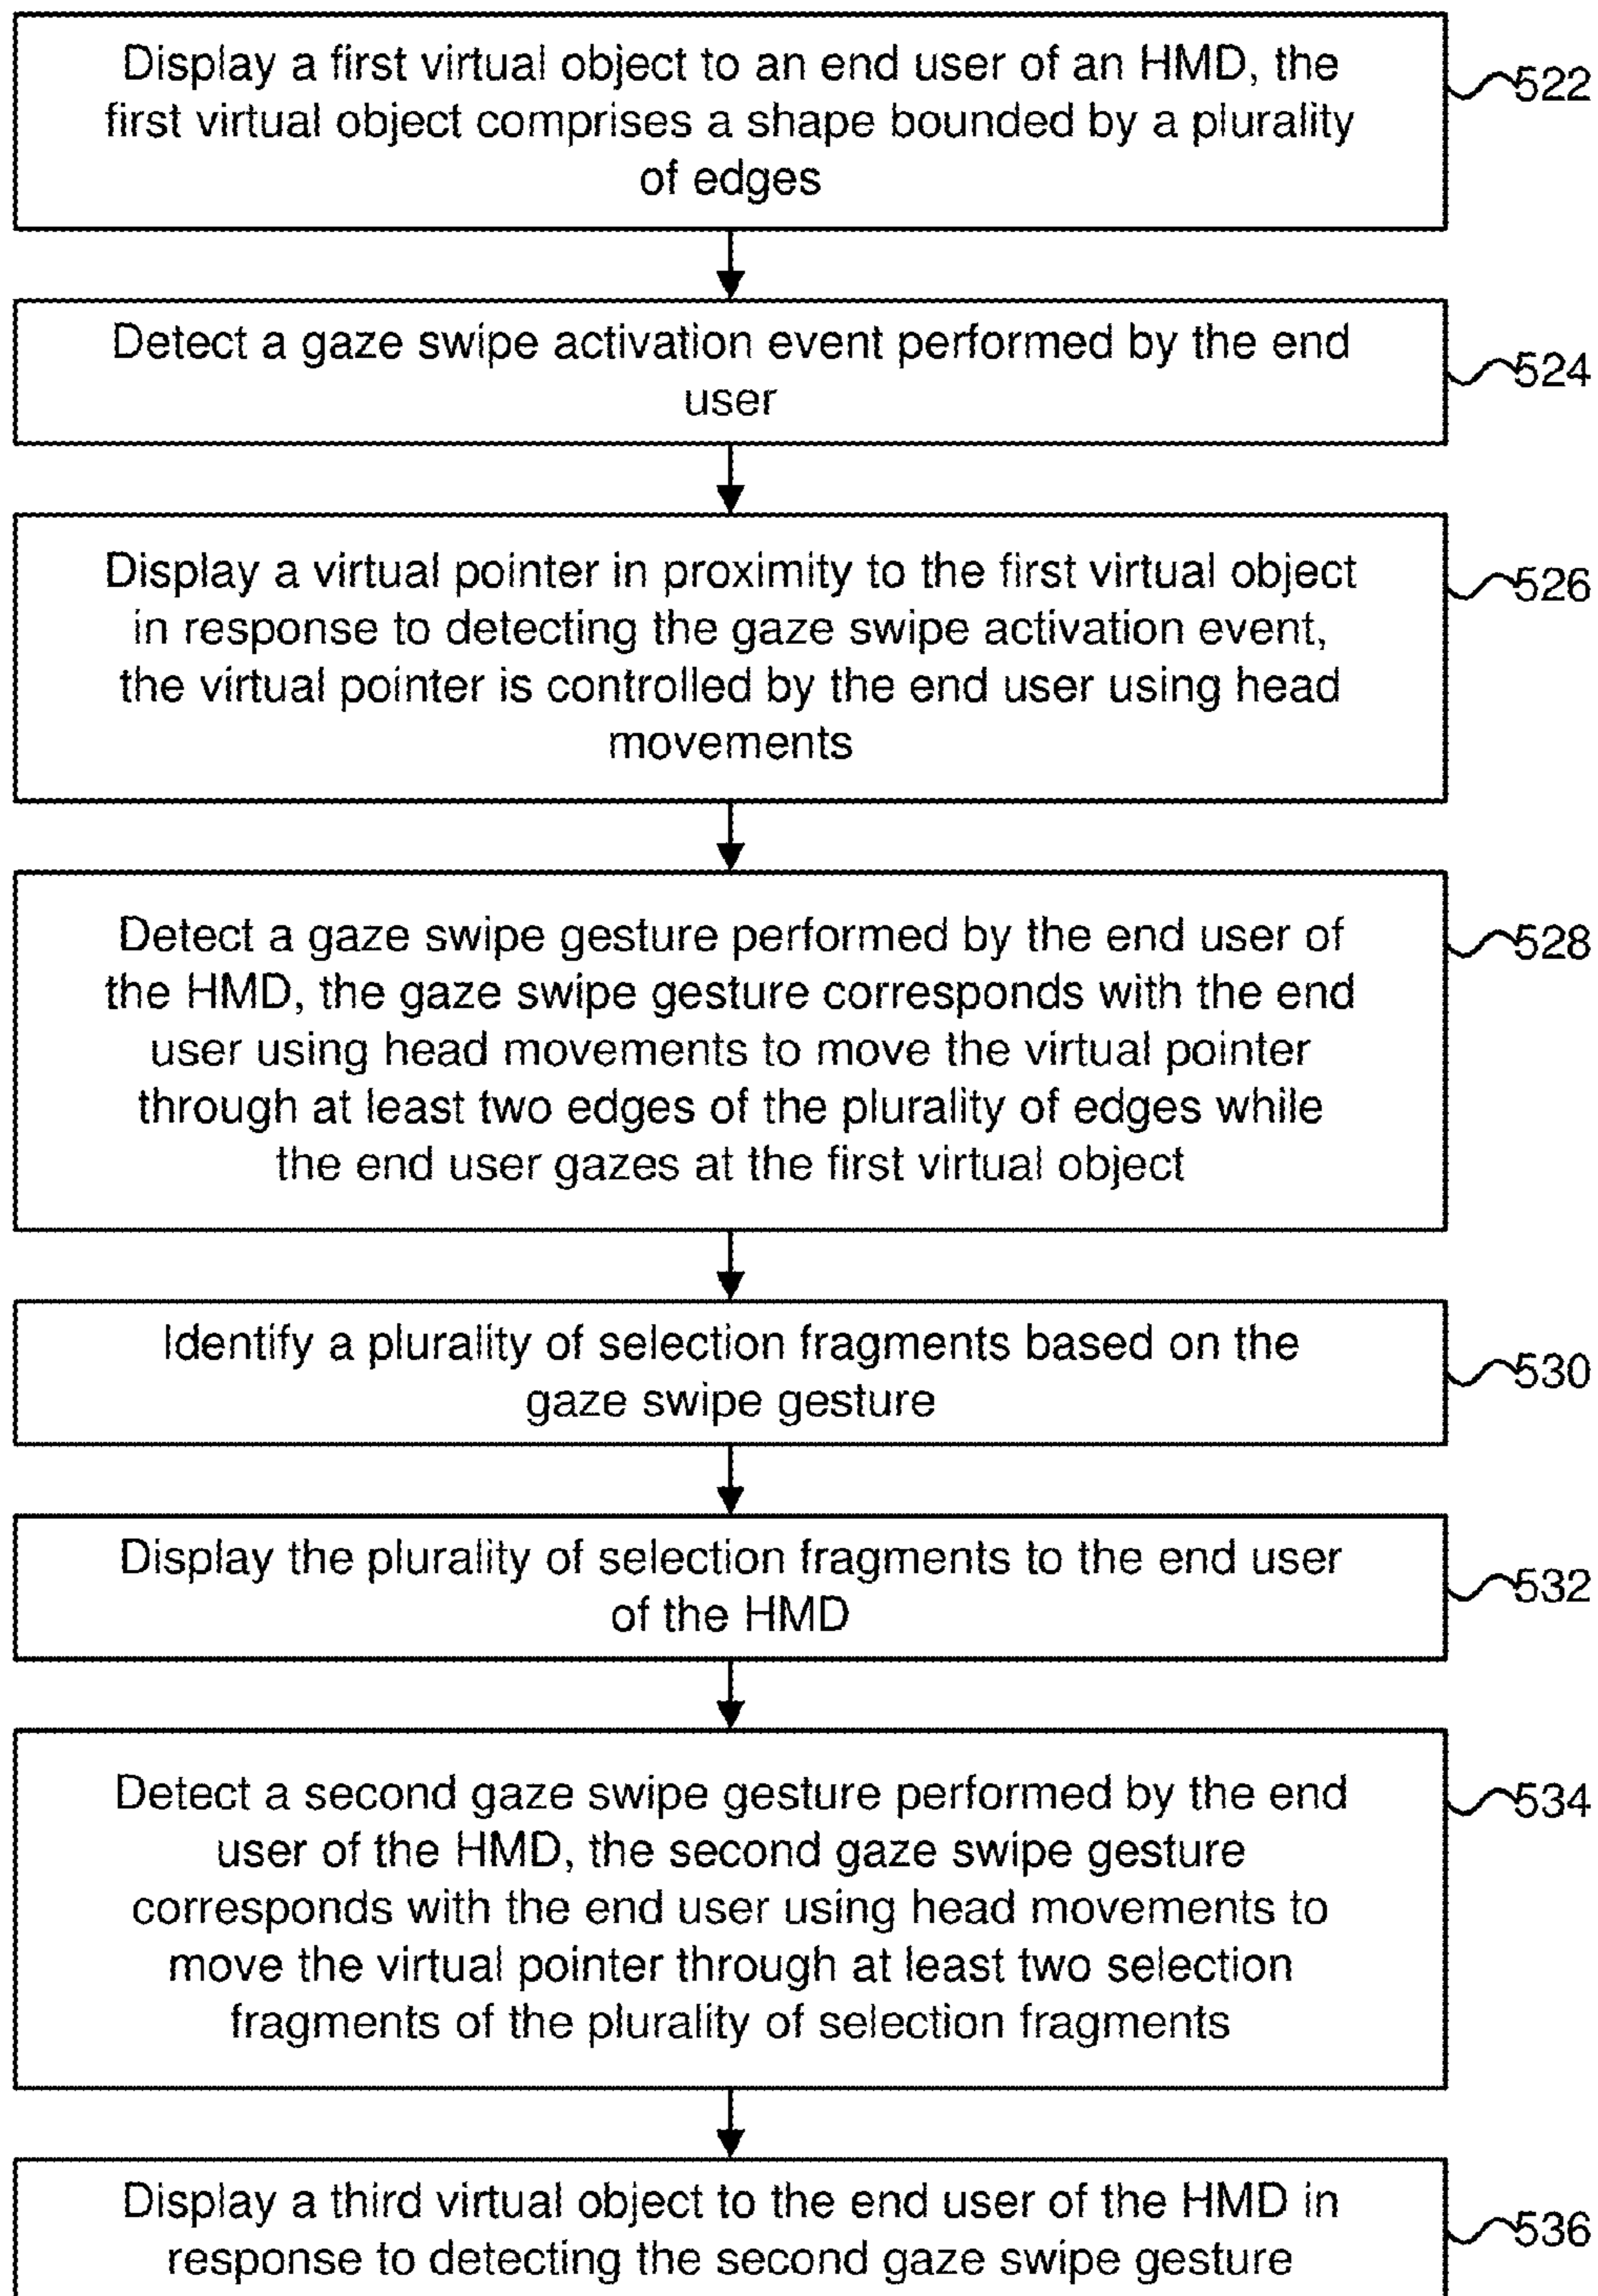 Display a first virtual object to an end user of an HMD, the
first virtual object comprises a shape bounded by a plurality
of edges
522
Detect a gaze swipe activation event performed by the end
user
524
Display a virtual pointer in proximity to the first virtual object
in response to detecting the gaze swipe activation event,
the virtual pointer is controlled by the end user using head
movements
526
Detect a gaze swipe gesture performed by the end user of
the HMD, the gaze swipe gesture corresponds with the end
user using head movements to move the virtual pointer
through at least two edges of the plurality of edges while
the end user gazes at the first virtual object
528
Identify a plurality of selection fragments based on the
gaze swipe gesture
530
Display the plurality of selection fragments to the end user
of the HMD
532
Detect a second gaze swipe gesture performed by the end
user of the HMD, the second gaze swipe gesture
corresponds with the end user using head movements to
move the virtual pointer through at least two selection
fragments of the plurality of selection fragments
534
Display a third virtual object to the end user of the HMD in
response to detecting the second gaze swipe gesture
536